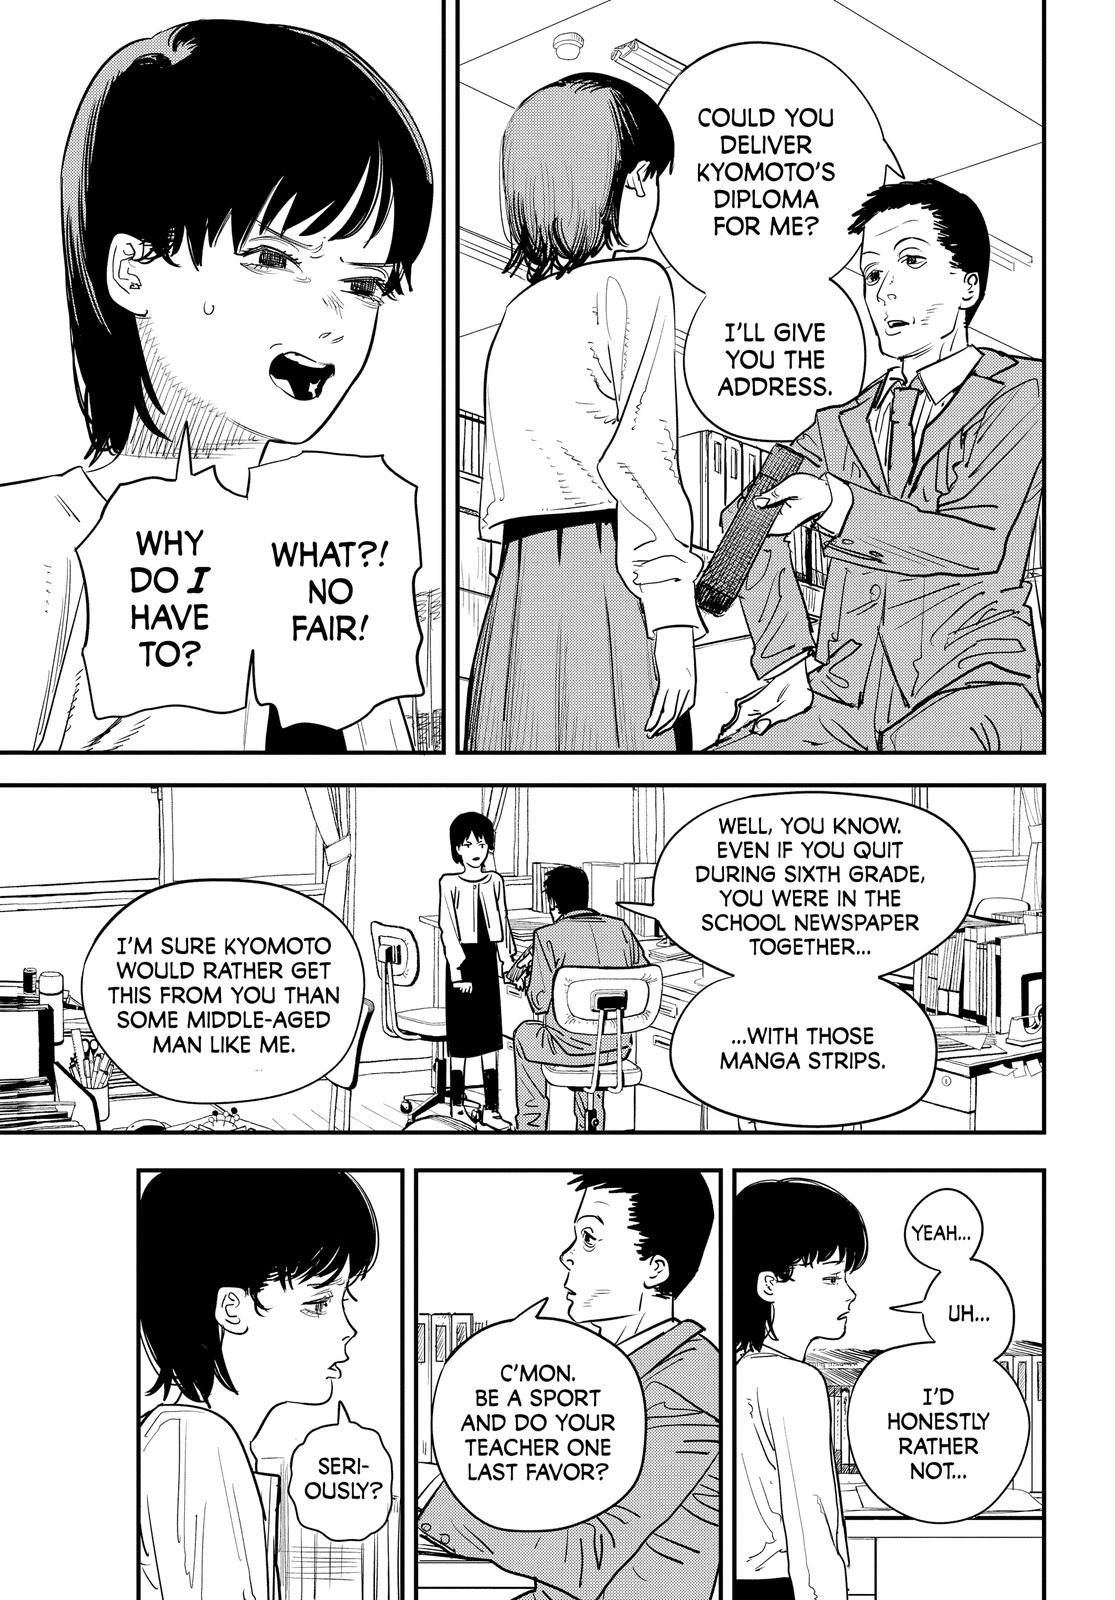 COULD YOU
DELIVER
KYOMOTO'S
DIPLOMA
FOR ME?
I'LL GIVE
YOU THE
ADDRESS.
WHAT?!
NO
FAIR!
WHY
DO I
HAVE
TO?
WELL, YOU KNOW.
EVEN IF YOU QUIT
DURING SIXTH GRADE,
YOU WERE IN THE
SCHOOL NEWSPAPER
TOGETHER...
...WITH THOSE
MANGA STRIPS.
I'M SURE KYOMOTO
WOULD RATHER GET
THIS FROM YOU THAN
SOME MIDDLE-AGED
MAN LIKE ME.
YEAH...
UH...
I'D
HONESTLY
RATHER
NOT...
C'MON.
BE A SPORT
AND DO YOUR
TEACHER ONE
LAST FAVOR?
SERI-
OUSLY?